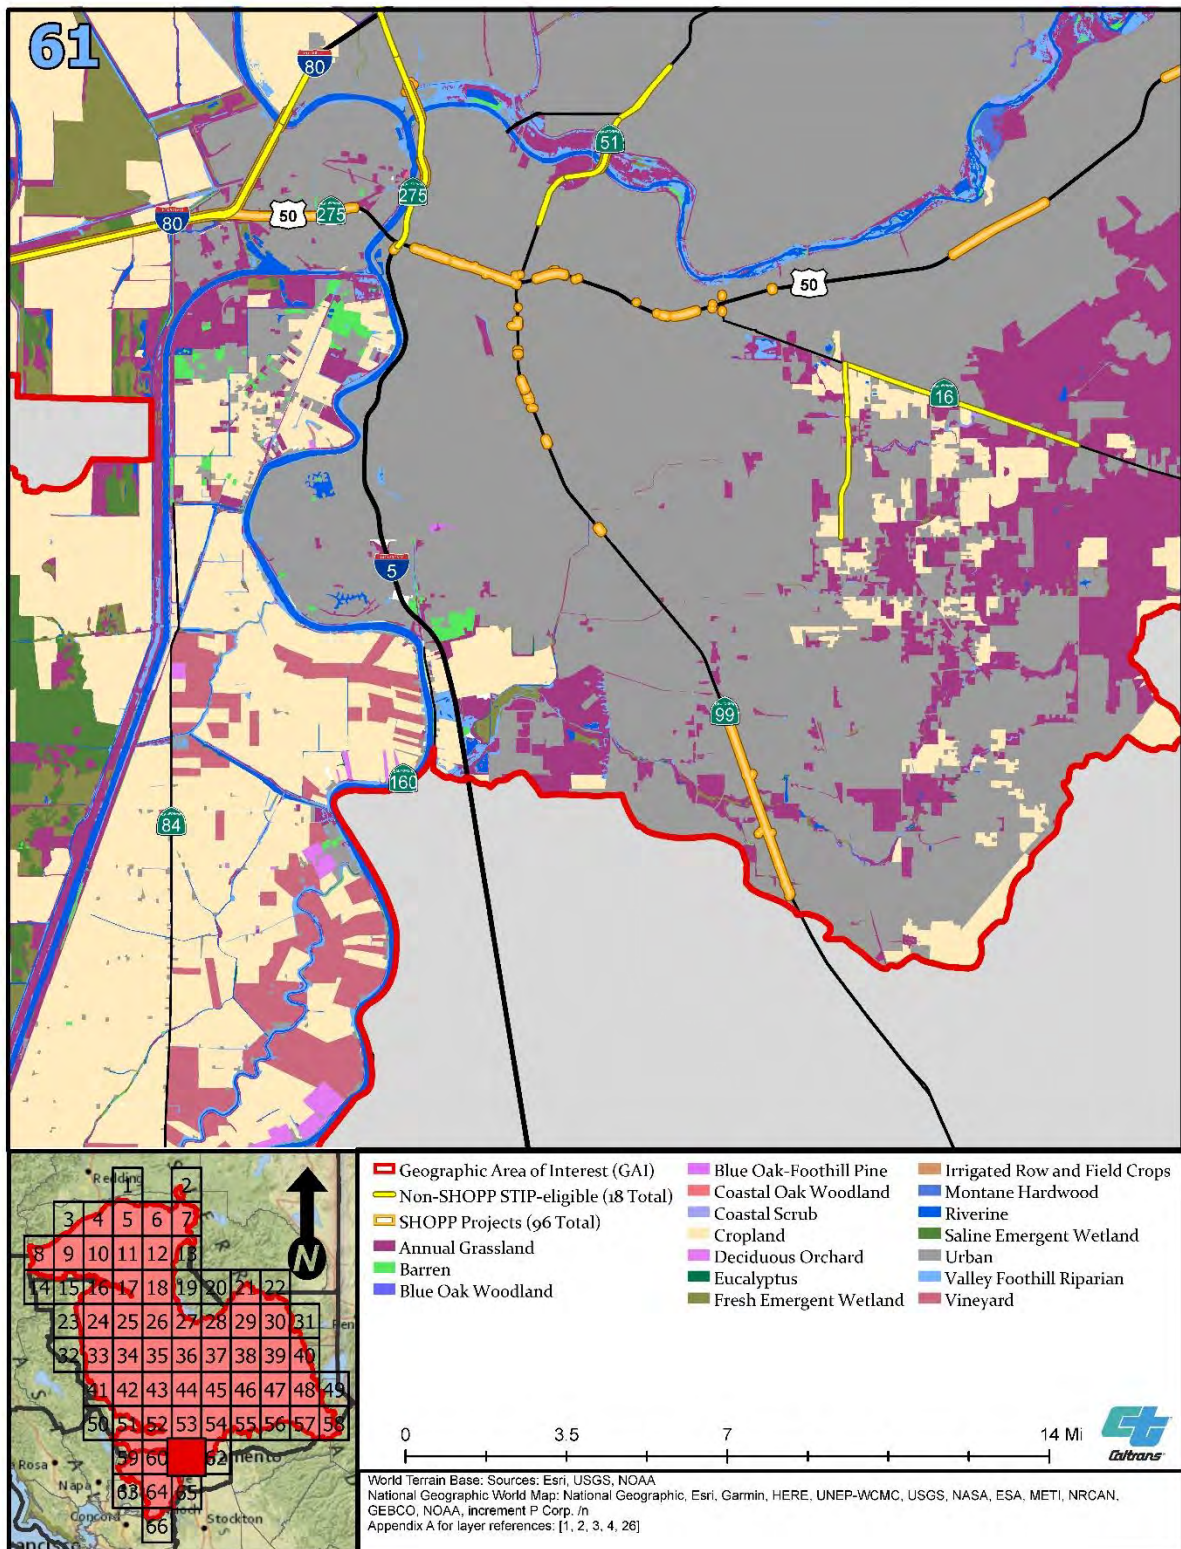 61
80
51
275
80
50
275
50
16
5
99
160
84
Redding
1 2
3 4 5 6 7
8 9 10 11 12 13
14 15 16 17 18 19 20 21 22
23 24 25 26 27 28 29 30 31
32 33 34 35 36 37 38 39 40
41 42 43 44 45 46 47 48 49
50 51 52 53 54 55 56 57 58
59 60 62
63 64 65
66
a Rosa
Napa
Concord
Stockton
N
Geographic Area of Interest (GAI)
Non-SHOPP STIP-eligible (18 Total)
SHOPP Projects (96 Total)
Annual Grassland
Barren
Blue Oak Woodland
Blue Oak-Foothill Pine
Coastal Oak Woodland
Coastal Scrub
Cropland
Deciduous Orchard
Eucalyptus
Fresh Emergent Wetland
Irrigated Row and Field Crops
Montane Hardwood
Riverine
Saline Emergent Wetland
Urban
Valley Foothill Riparian
Vineyard
0 3.5 7 14 Mi
ct
Caltrans
World Terrain Base: Sources: Esri, USGS, NOAA
National Geographic World Map: National Geographic, Esri, Garmin, HERE, UNEP-WCMC, USGS, NASA, ESA, METI, NRCAN,
GEBCO, NOAA, increment P Corp. /n
Appendix A for layer references: [1, 2, 3, 4, 26]